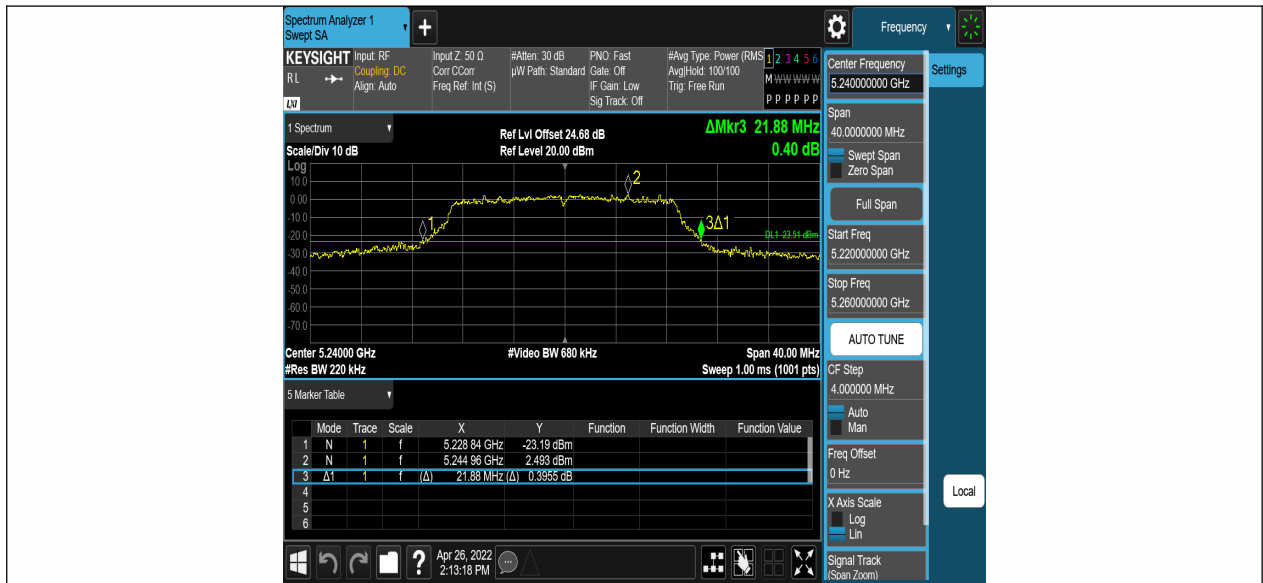 Spectrum Analyzer 1
Swept SA
+
Frequency
KEYSIGHT
RL
LXI
Input: RF
Coupling: DC
Align: Auto
Input Z: 50 Ω
Corr CCorr
Freq Ref: Int (S)
#Atten: 30 dB
µW Path: Standard
PNO: Fast
Gate: Off
IF Gain: Low
Sig Track: Off
#Avg Type: Power (RMS
Avg|Hold: 100/100
Trig: Free Run
1 2 3 4 5 6
M W W W W W
P P P P P P
1 Spectrum
Scale/Div 10 dB
Log
Ref Lvl Offset 24.68 dB
Ref Level 20.00 dBm
ΔMkr3 21.88 MHz
0.40 dB
10.0
0.00
-10.0
-20.0
-30.0
-40.0
-50.0
-60.0
-70.0
1
2
3Δ1
DL1 -23.51 dBm
Center 5.24000 GHz
#Res BW 220 kHz
#Video BW 680 kHz
Span 40.00 MHz
Sweep 1.00 ms (1001 pts)
5 Marker Table
Mode Trace Scale X Y Function Function Width Function Value
1 N 1 f 5.228 84 GHz -23.19 dBm
2 N 1 f 5.244 96 GHz 2.493 dBm
3 Δ1 1 f (Δ) 21.88 MHz (Δ) 0.3955 dB
4
5
6
?
Apr 26, 2022
2:13:18 PM
Center Frequency
5.240000000 GHz
Span
40.0000000 MHz
Swept Span
Zero Span
Full Span
Start Freq
5.220000000 GHz
Stop Freq
5.260000000 GHz
AUTO TUNE
CF Step
4.000000 MHz
Auto
Man
Freq Offset
0 Hz
X Axis Scale
Log
Lin
Signal Track
(Span Zoom)
Settings
Local